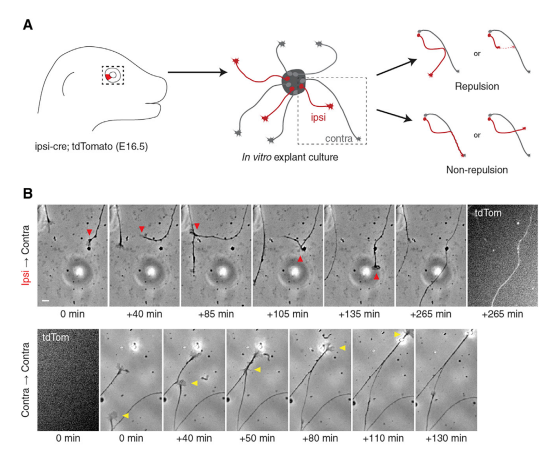 A
ipsi-cre; tdTomato (E16.5)
ipsi
contra
In vitro explant culture
or
Repulsion
or
Non-repulsion
B
Ipsi → Contra
tdTom
0 min
+40 min
+85 min
+105 min
+135 min
+265 min
+265 min
Contra → Contra
tdTom
0 min
0 min
+40 min
+50 min
+80 min
+110 min
+130 min